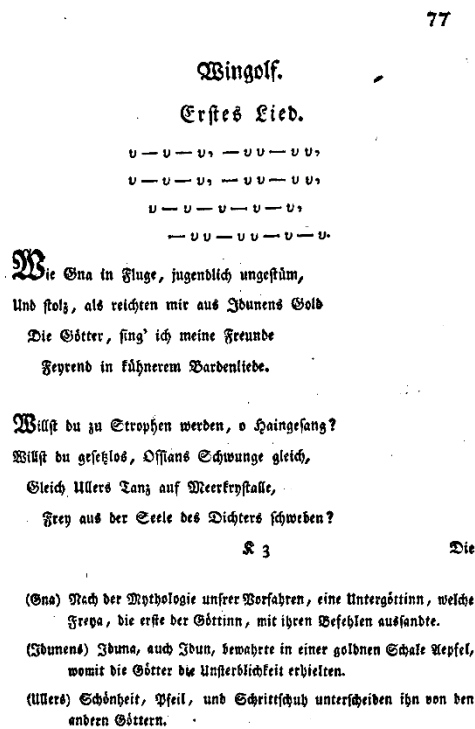 77
Wingolf.
Erstes Lied.
υ — υ — υ, — υ υ — υ υ,
υ — υ — υ, — υ υ — υ υ,
υ — υ — υ — υ — υ,
— υ υ — υ υ — υ — υ.
Wie Gna in Fluge, jugendlich ungestüm,
Und stolz, als reichten mir aus Idunens Gold
Die Götter, sing' ich meine Freunde
Feyrend in kühnerem Bardenliede.
Willst du zu Strophen werden, o Haingesang?
Willst du gesetzlos, Ossians Schwunge gleich,
Gleich Ullers Tanz auf Meerkrystalle,
Frey aus der Seele des Dichters schweben?
K 3 Die
(Gna) Nach der Mythologie unsrer Vorfahren, eine Untergöttinn, welche
Freya, die erste der Göttinn, mit ihren Befehlen aussandte.
(Idunens) Iduna, auch Idun, bewahrte in einer goldnen Schale Aepfel,
womit die Götter die Unsterblichkeit erhielten.
(Ullers) Schönheit, Pfeil, und Schrittschuh unterscheiden ihn von den
andern Göttern.